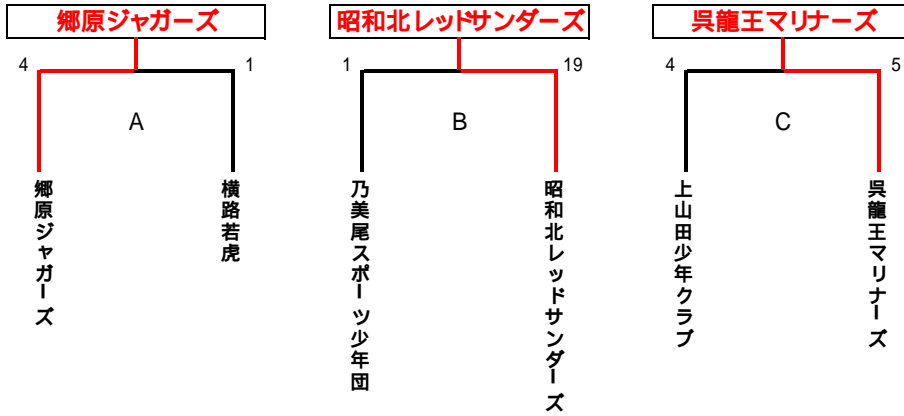 郷原ジャガーズ
昭和北レッドサンダーズ
呉龍王マリナーズ
4
1
1
19
4
5
A
B
C
郷原ジャガーズ
横路若虎
乃美尾スポーツ少年団
昭和北レッドサンダーズ
上山田少年クラブ
呉龍王マリナーズ